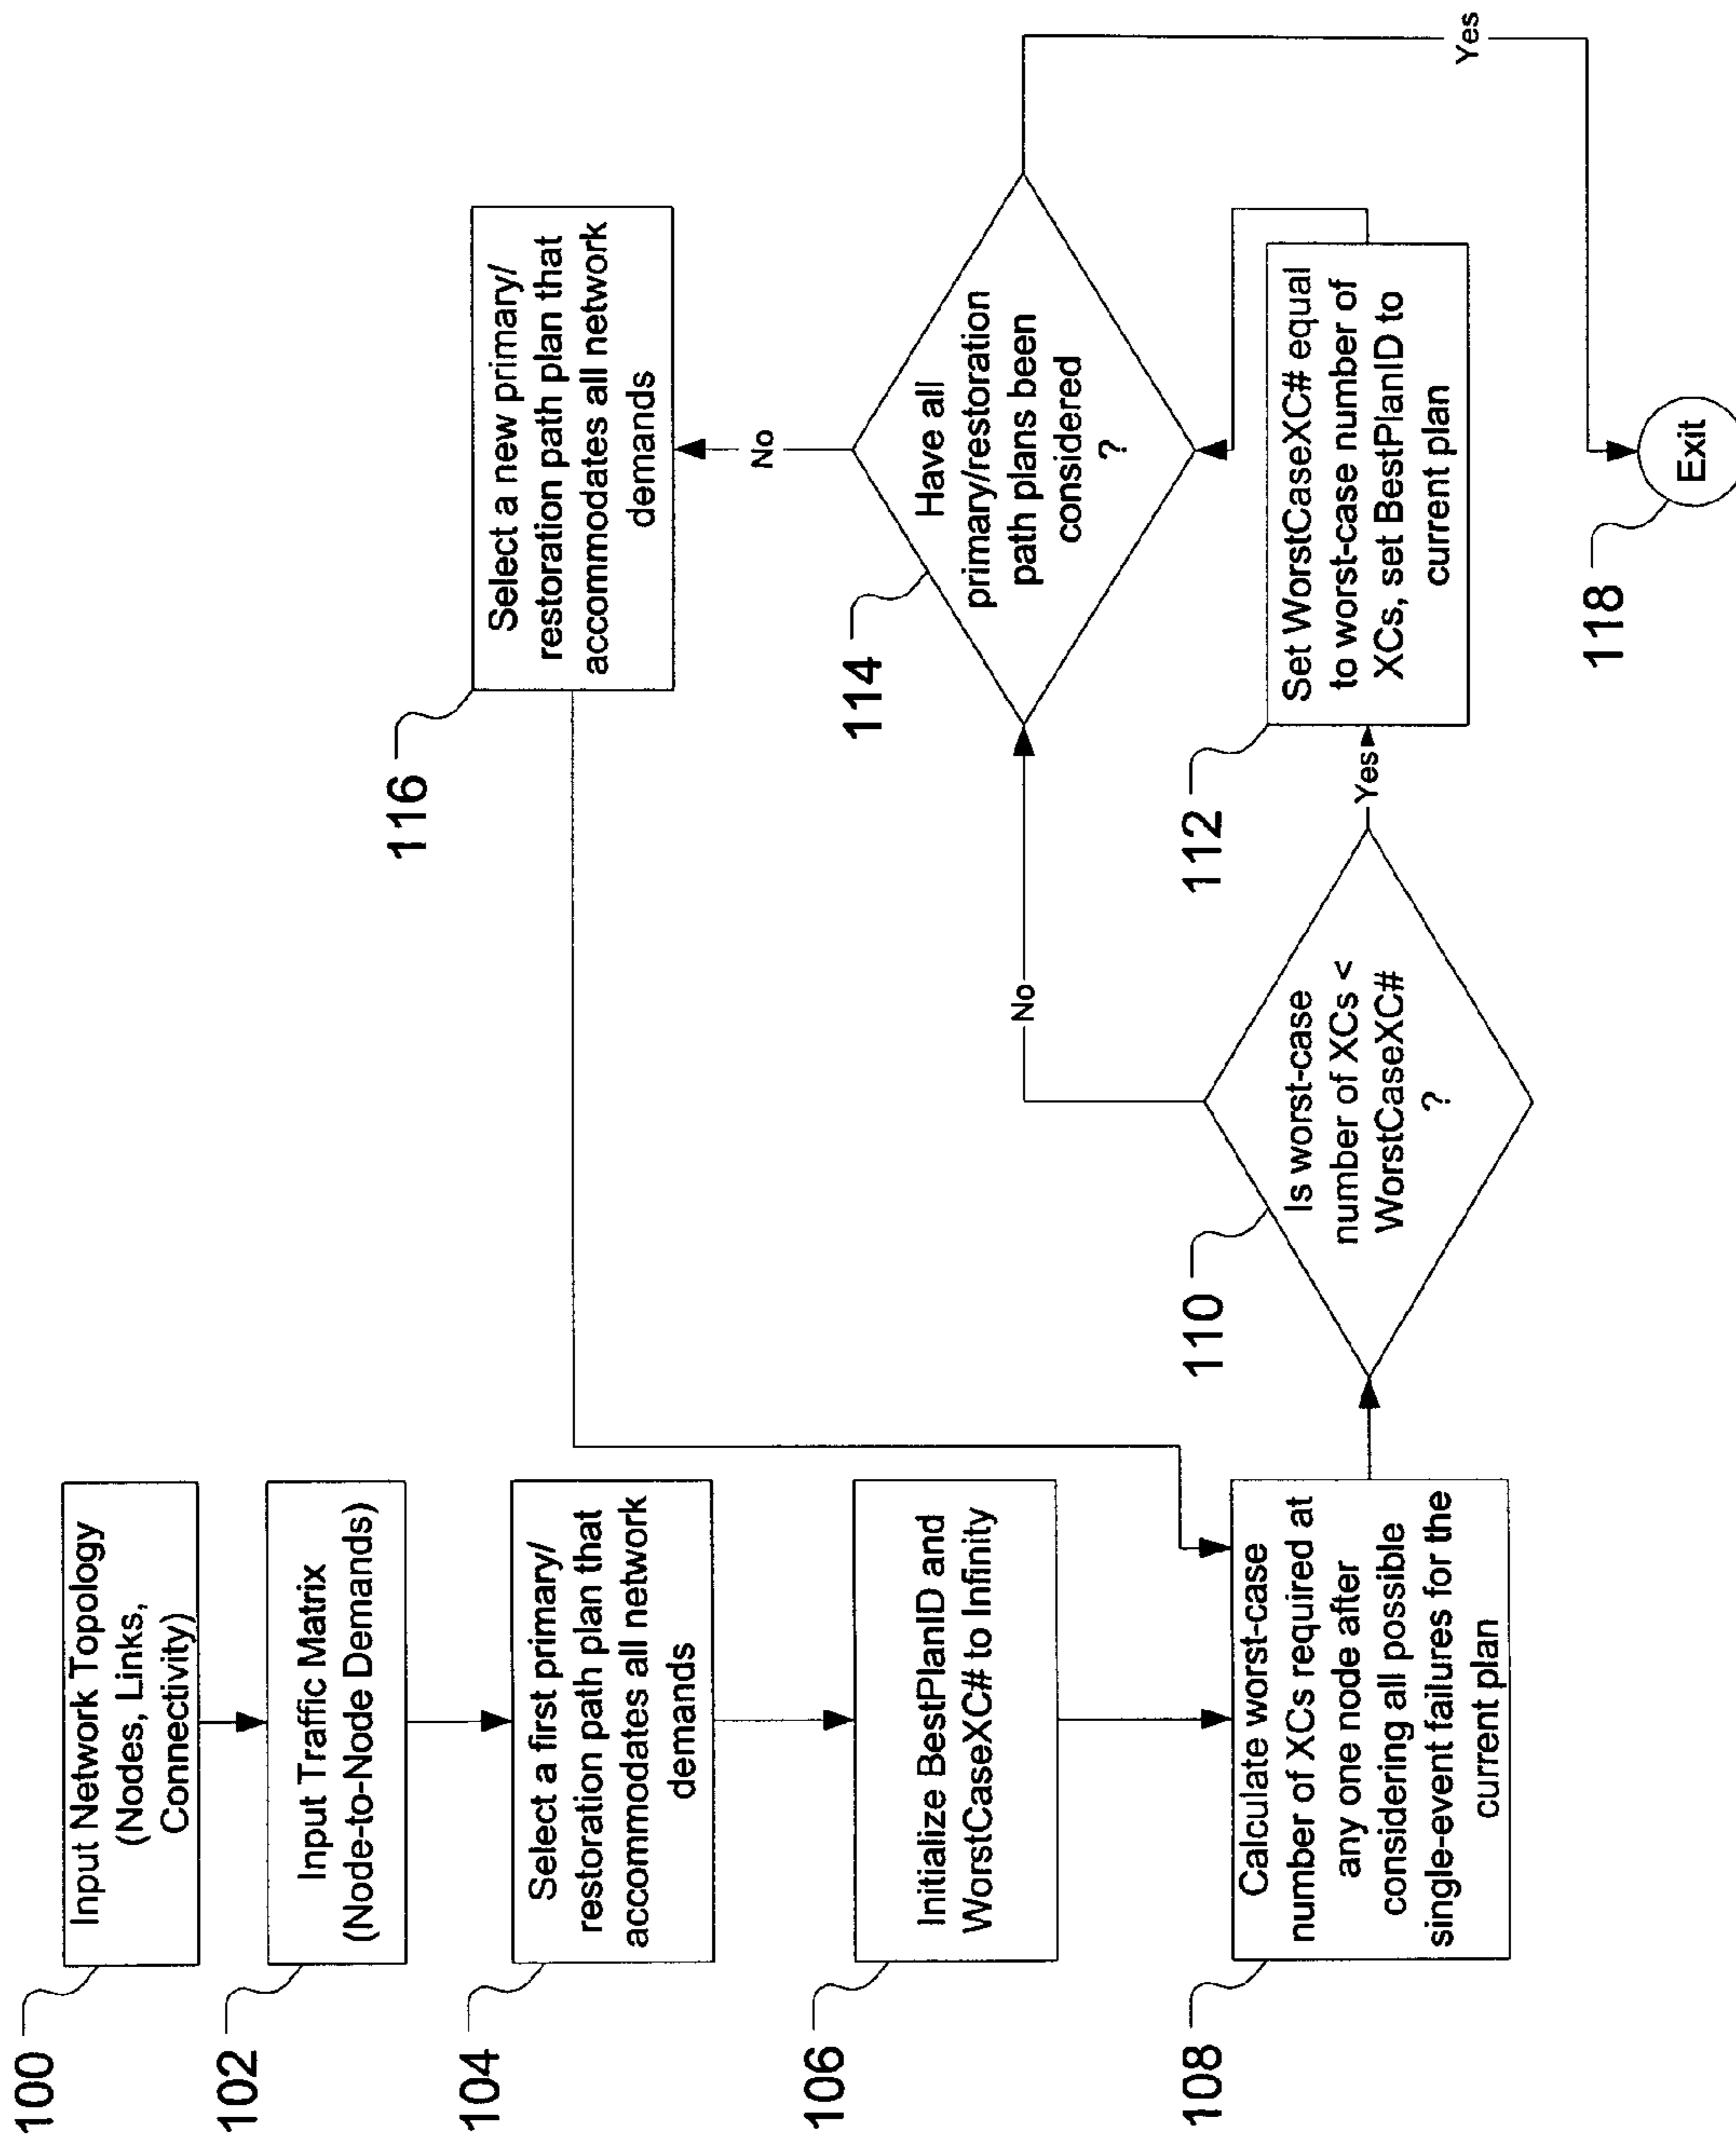 100
Input Network Topology
(Nodes, Links,
Connectivity)
102
Input Traffic Matrix
(Node-to-Node Demands)
104
Select a first primary/
restoration path plan that
accommodates all network
demands
106
Initialize BestPlanID and
WorstCaseXC# to Infinity
108
Calculate worst-case
number of XCs required at
any one node after
considering all possible
single-event failures for the
current plan
110
Is worst-case
number of XCs <
WorstCaseXC#
?
No
Yes
112
Set WorstCaseXC# equal
to worst-case number of
XCs, set BestPlanID to
current plan
114
Have all
primary/restoration
path plans been
considered
?
No
Yes
116
Select a new primary/
restoration path plan that
accommodates all network
demands
118
Exit